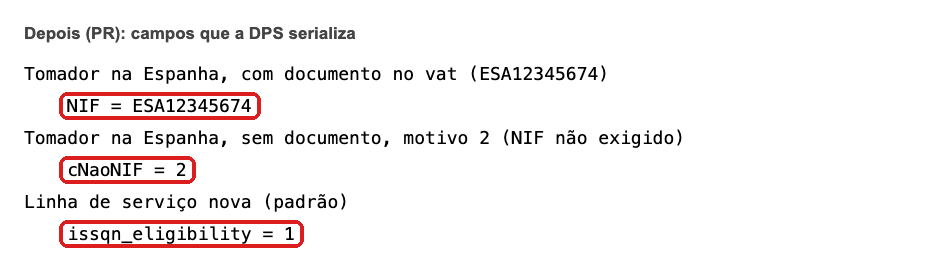 Depois (PR): campos que a DPS serializa
Tomador na Espanha, com documento no vat (ESA12345674)
NIF = ESA12345674
Tomador na Espanha, sem documento, motivo 2 (NIF não exigido)
cNaoNIF = 2
Linha de serviço nova (padrão)
issqn_eligibility = 1